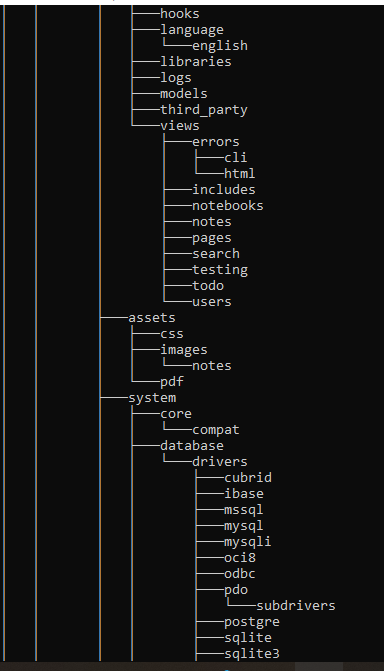 hooks
language
english
libraries
logs
models
third_party
views
errors
cli
html
includes
notebooks
notes
pages
search
testing
todo
users
assets
css
images
notes
pdf
system
core
compat
database
drivers
cubrid
ibase
mssql
mysql
mysqli
oci8
odbc
pdo
subdrivers
postgre
sqlite
sqlite3